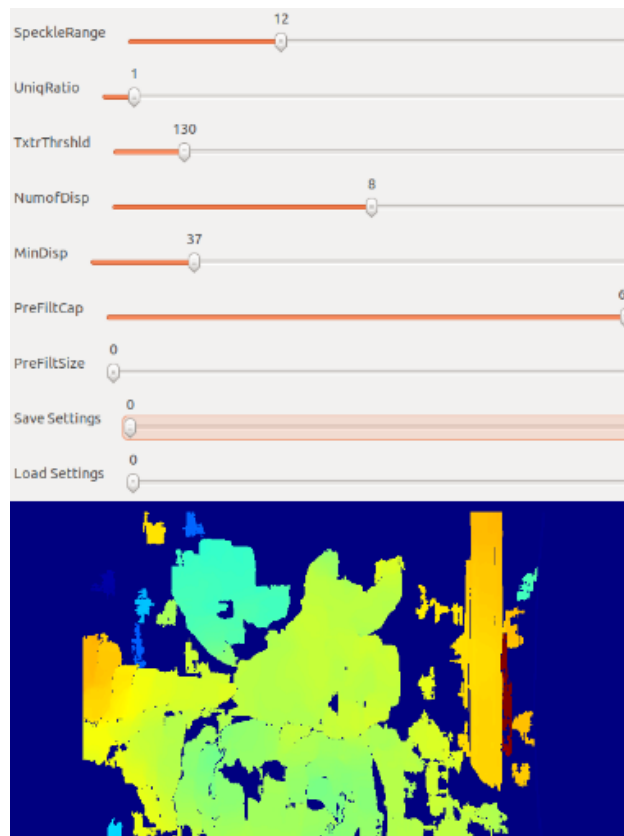 12
SpeckleRange
1
UniqRatio
130
TxtrThrshld
8
NumofDisp
37
MinDisp
PreFiltCap
0
PreFiltSize
0
Save Settings
0
Load Settings